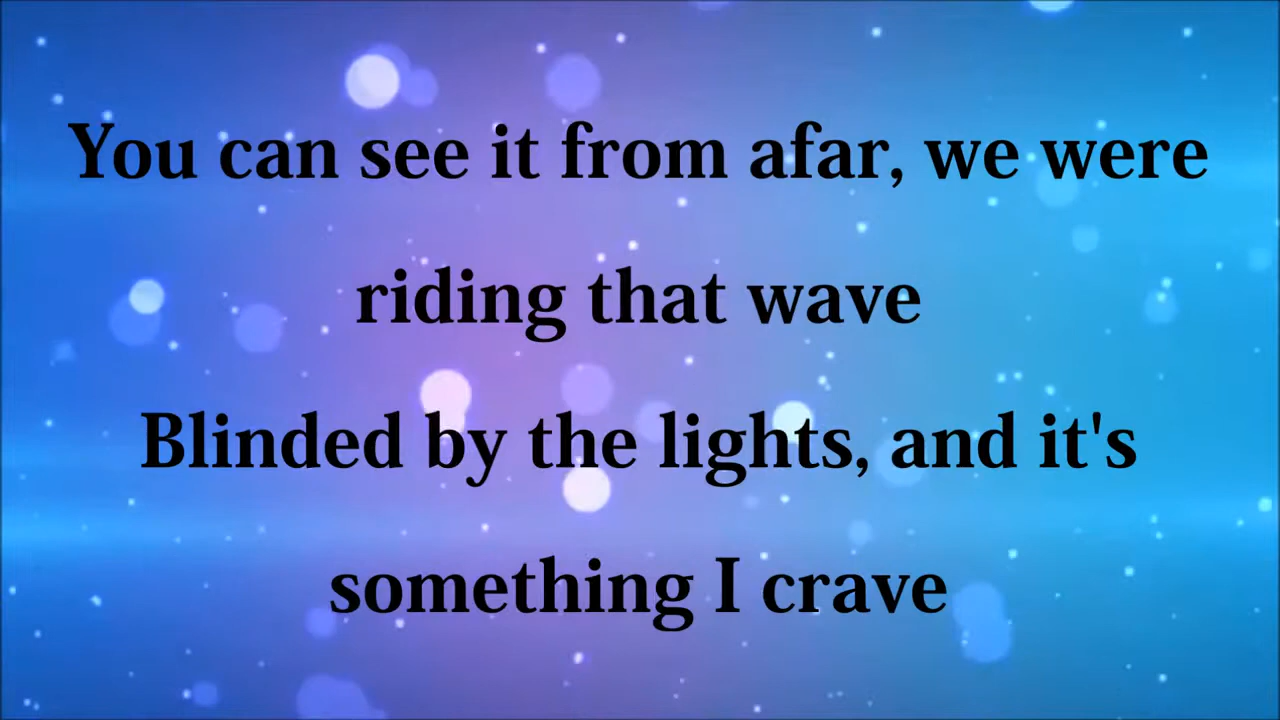 You can see it from afar, we were
riding that wave
Blinded by the lights, and it's
something I crave